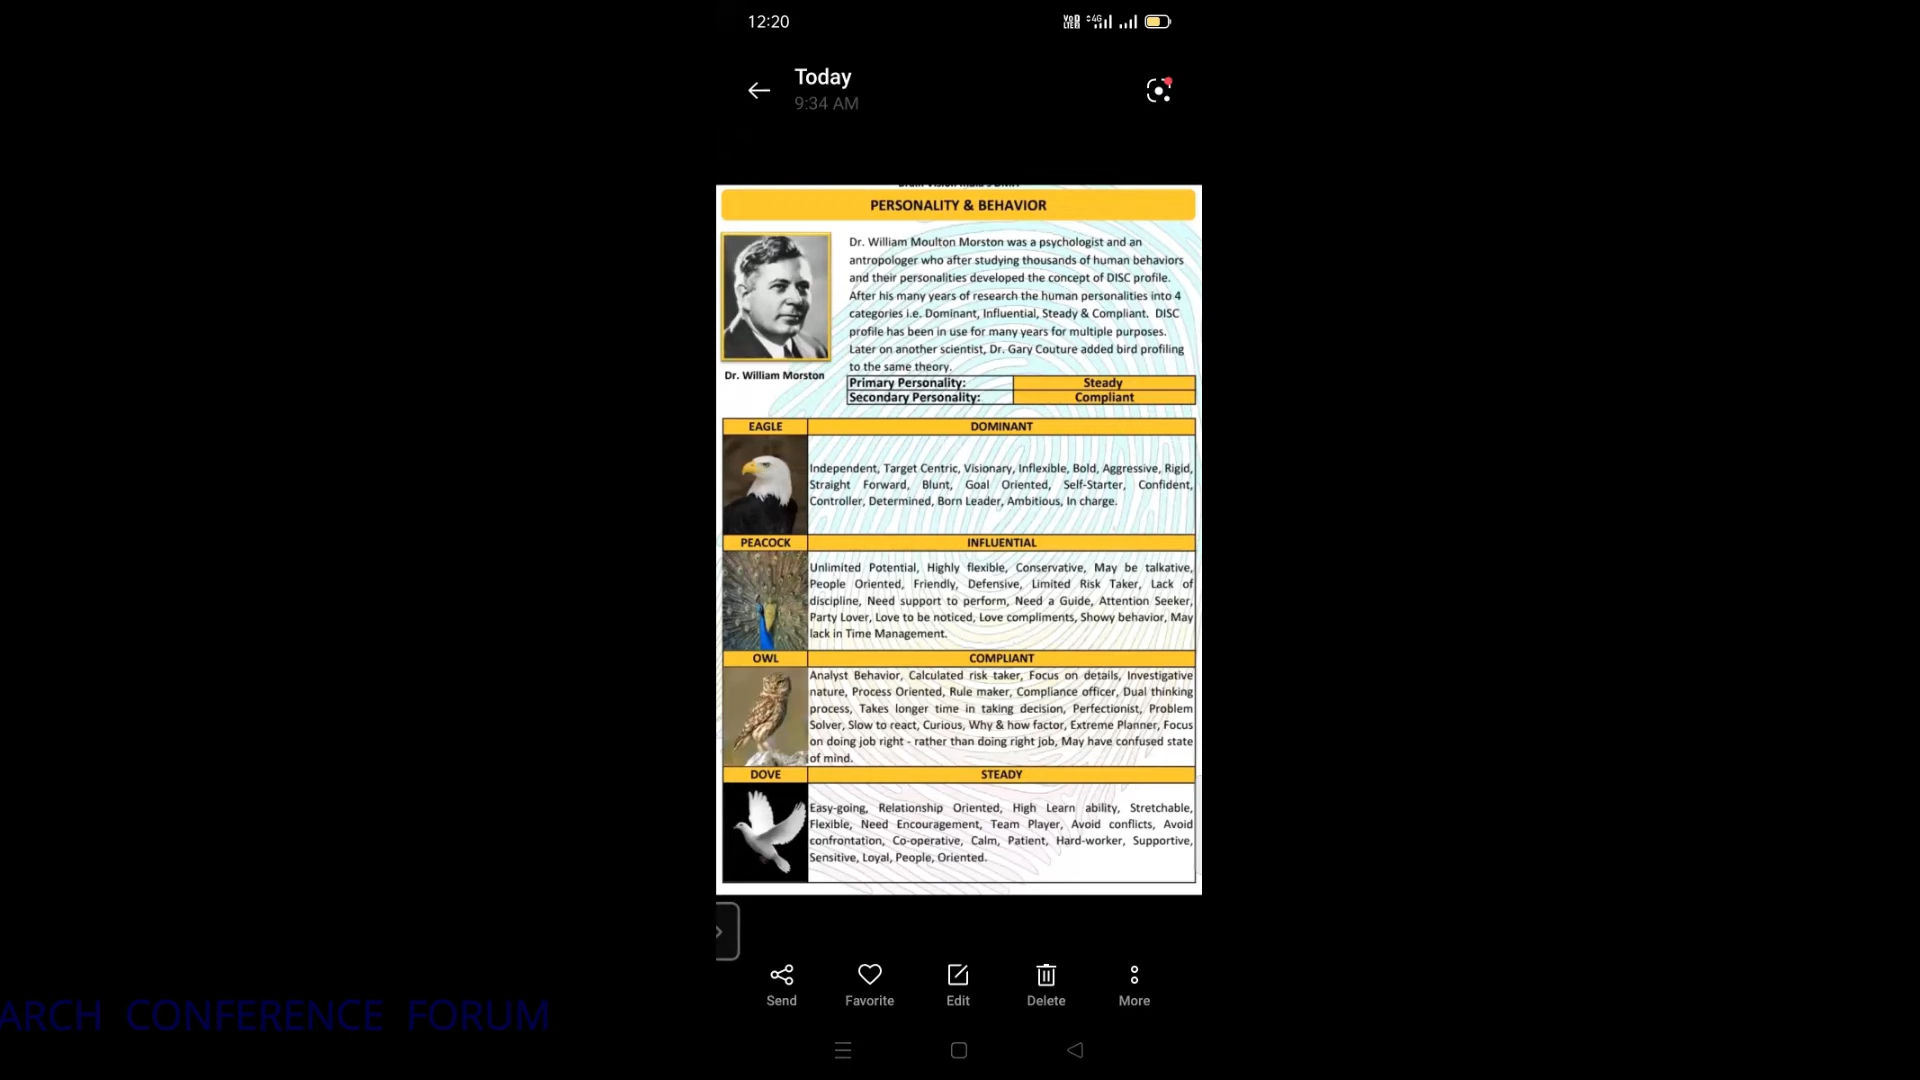 12:20
VoD LTE2 4G
Today
9:34 AM
PERSONALITY & BEHAVIOR
Dr. William Moulton Morston was a psychologist and an
antropologer who after studying thousands of human behaviors
and their personalities developed the concept of DISC profile.
After his many years of research the human personalities into 4
categories i.e. Dominant, Influential, Steady & Compliant. DISC
profile has been in use for many years for multiple purposes.
Later on another scientist, Dr. Gary Couture added bird profiling
to the same theory.
Dr. William Morston
Primary Personality: Steady
Secondary Personality: Compliant
EAGLE DOMINANT
Independent, Target Centric, Visionary, Inflexible, Bold, Aggressive, Rigid,
Straight Forward, Blunt, Goal Oriented, Self-Starter, Confident,
Controller, Determined, Born Leader, Ambitious, In charge.
PEACOCK INFLUENTIAL
Unlimited Potential, Highly flexible, Conservative, May be talkative,
People Oriented, Friendly, Defensive, Limited Risk Taker, Lack of
discipline, Need support to perform, Need a Guide, Attention Seeker,
Party Lover, Love to be noticed, Love compliments, Showy behavior, May
lack in Time Management.
OWL COMPLIANT
Analyst Behavior, Calculated risk taker, Focus on details, Investigative
nature, Process Oriented, Rule maker, Compliance officer, Dual thinking
process, Takes longer time in taking decision, Perfectionist, Problem
Solver, Slow to react, Curious, Why & how factor, Extreme Planner, Focus
on doing job right - rather than doing right job, May have confused state
of mind.
DOVE STEADY
Easy-going, Relationship Oriented, High Learn ability, Stretchable,
Flexible, Need Encouragement, Team Player, Avoid conflicts, Avoid
confrontation, Co-operative, Calm, Patient, Hard-worker, Supportive,
Sensitive, Loyal, People, Oriented.
Send Favorite Edit Delete More
ARCH CONFERENCE FORUM